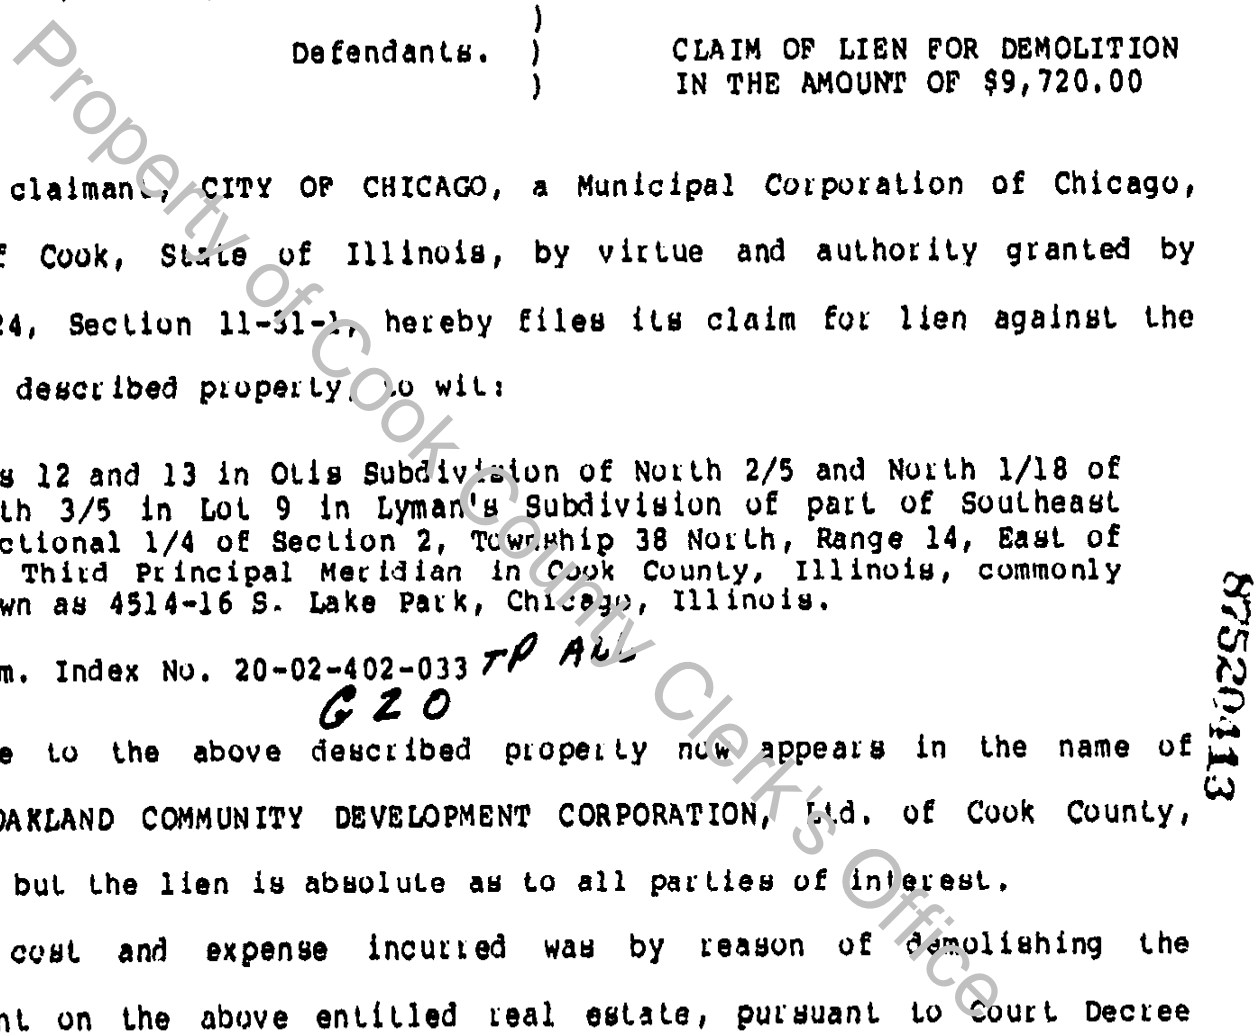 )
Defendants. ) CLAIM OF LIEN FOR DEMOLITION
) IN THE AMOUNT OF $9,720.00
claimant, CITY OF CHICAGO, a Municipal Corporation of Chicago,
f Cook, State of Illinois, by virtue and authority granted by
24, Section 11-31-1, hereby files its claim for lien against the
described property, to wit:
s 12 and 13 in Otis Subdivision of North 2/5 and North 1/18 of
th 3/5 in Lot 9 in Lyman's Subdivision of part of Southeast
ctional 1/4 of Section 2, Township 38 North, Range 14, East of
Third Principal Meridian in Cook County, Illinois, commonly
wn as 4514-16 S. Lake Park, Chicago, Illinois.
m. Index No. 20-02-402-033 TP ALL
G 2 0
e to the above described property now appears in the name of
OAKLAND COMMUNITY DEVELOPMENT CORPORATION, Ltd. of Cook County,
but the lien is absolute as to all parties of interest.
cost and expense incurred was by reason of demolishing the
nt on the above entitled real estate, pursuant to Court Decree
87520113
Property of Cook County Clerk's Office